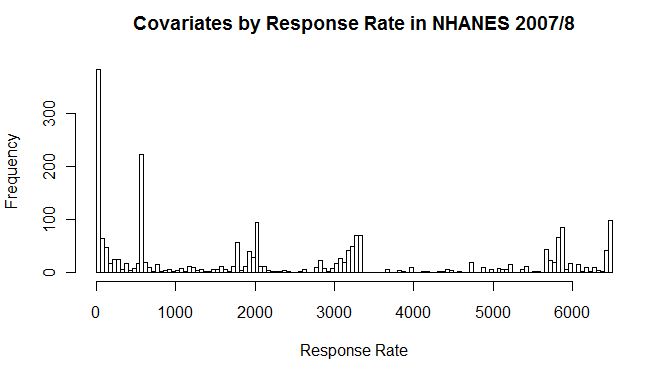 Covariates by Response Rate in NHANES 2007/8
Frequency
300
200
100
0
0 1000 2000 3000 4000 5000 6000
Response Rate